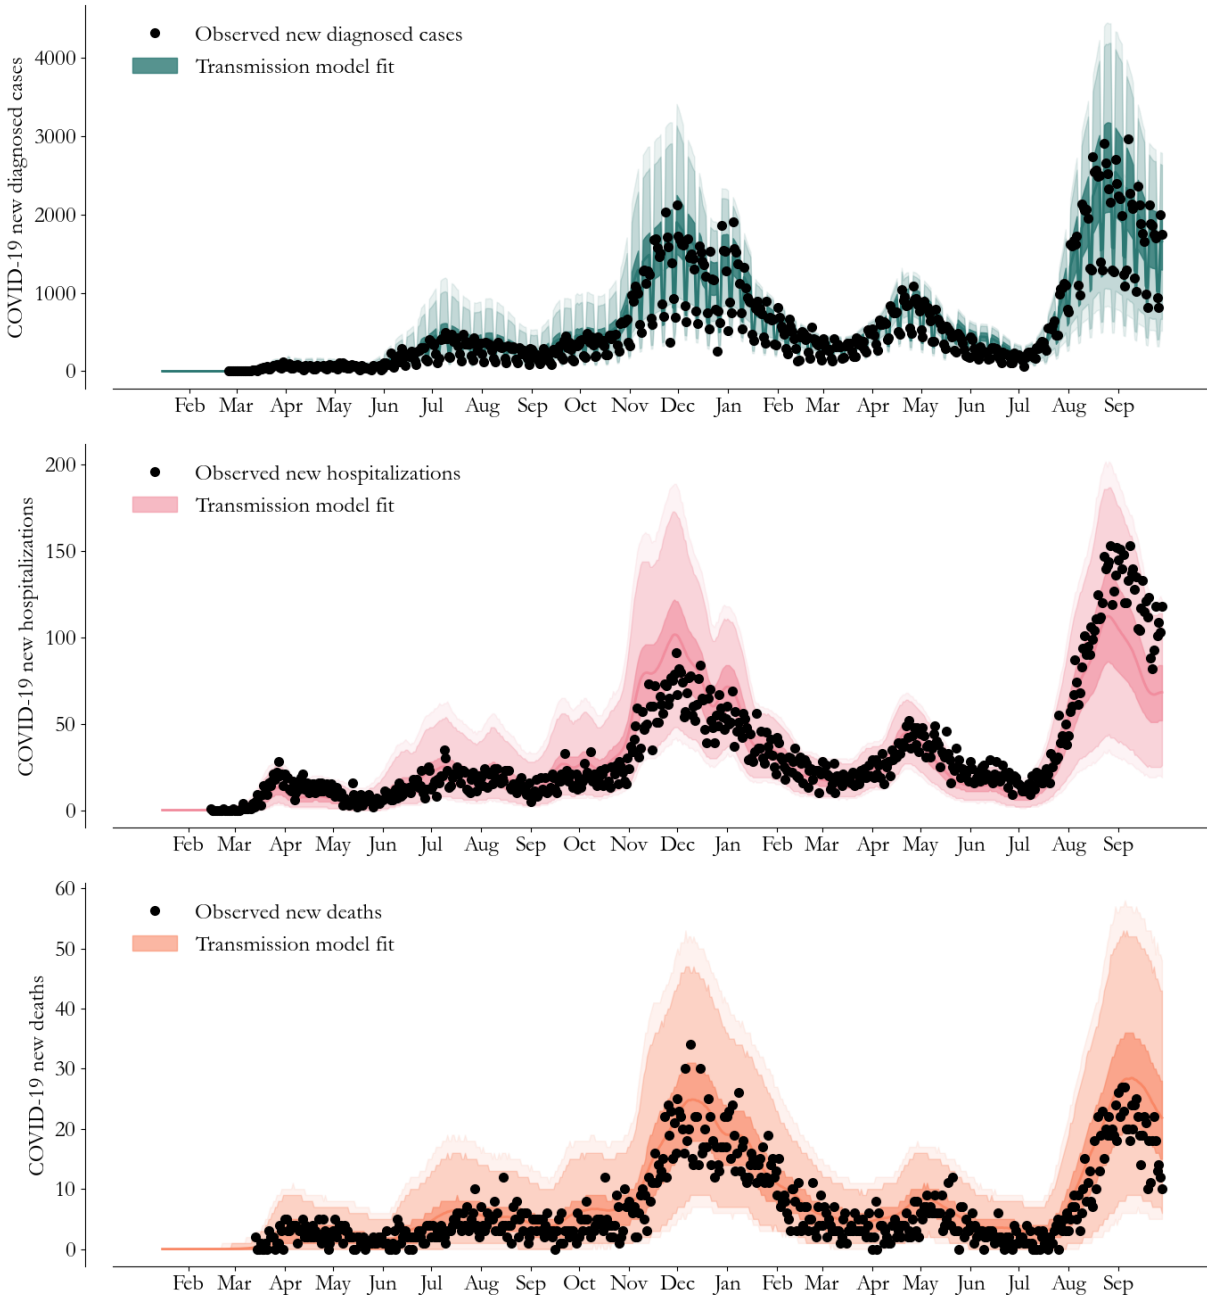 COVID-19 new diagnosed cases
Observed new diagnosed cases
Transmission model fit
4000
3000
2000
1000
0
Feb Mar Apr May Jun Jul Aug Sep Oct Nov Dec Jan Feb Mar Apr May Jun Jul Aug Sep
COVID-19 new hospitalizations
Observed new hospitalizations
Transmission model fit
200
150
100
50
0
Feb Mar Apr May Jun Jul Aug Sep Oct Nov Dec Jan Feb Mar Apr May Jun Jul Aug Sep
COVID-19 new deaths
Observed new deaths
Transmission model fit
60
50
40
30
20
10
0
Feb Mar Apr May Jun Jul Aug Sep Oct Nov Dec Jan Feb Mar Apr May Jun Jul Aug Sep